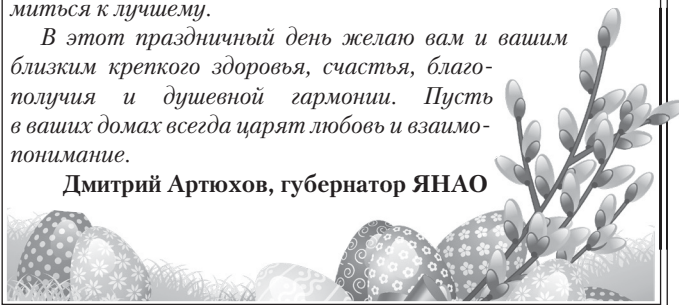 миться к лучшему.
В этот праздничный день желаю вам и вашим
близким крепкого здоровья, счастья, благо-
получия и душевной гармонии. Пусть
в ваших домах всегда царят любовь и взаимо-
понимание.
Дмитрий Артюхов, губернатор ЯНАО